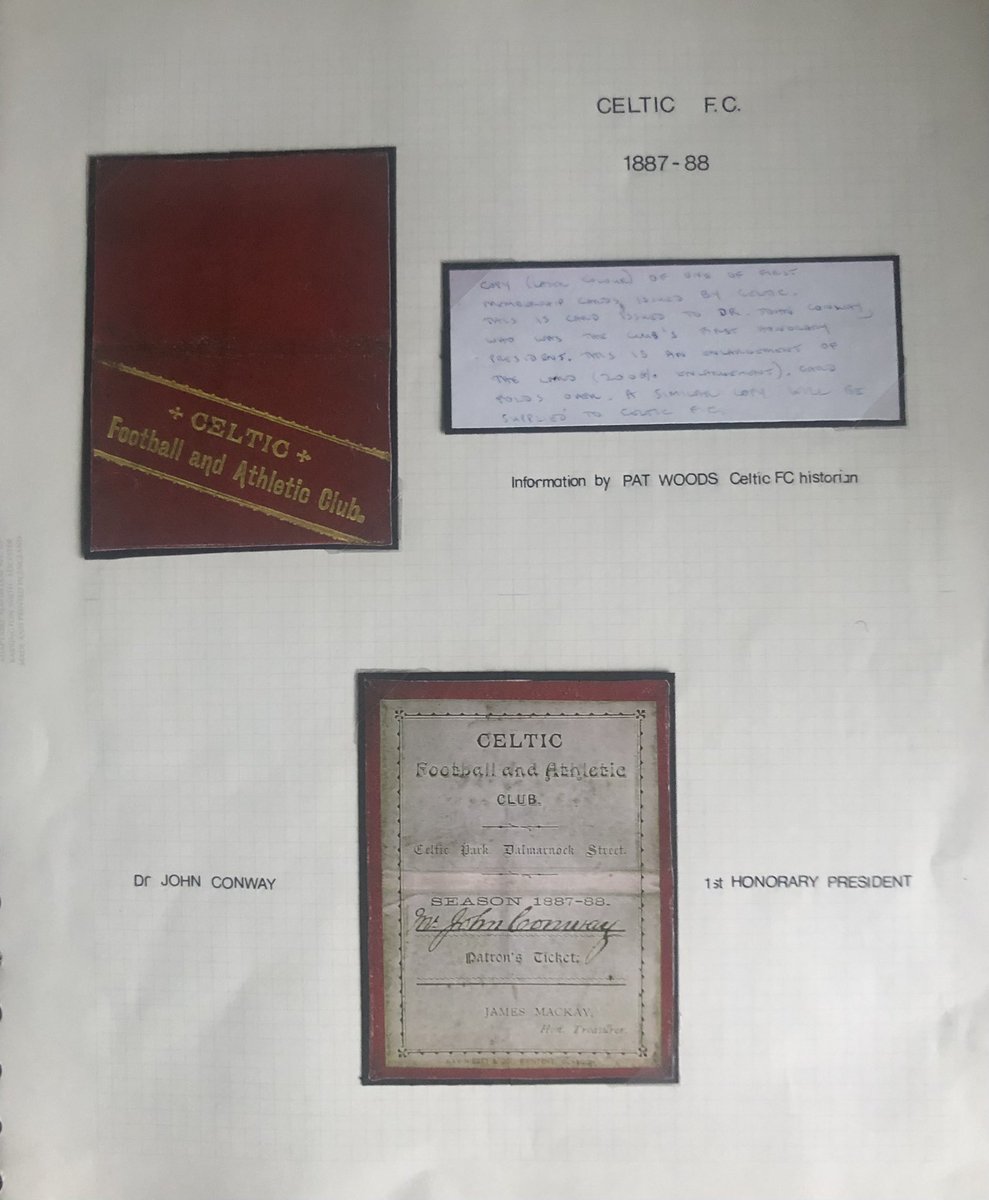 CELTIC F.C.
1887-88
+ CELTIC +
Football and Athletic Club.
COPY (LASER COLOUR) OF ONE OF FIRST
MEMBERSHIP CARDS, ISSUED BY CELTIC.
THIS IS CARD ISSUED TO DR. JOHN CONWAY,
WHO WAS THE CLUB'S FIRST HONORARY
PRESIDENT. THIS IS AN ENLARGEMENT OF
THE CARD (200% ENLARGEMENT). CARD
FOLDS OVER. A SIMILAR COPY WILL BE
SUPPLIED TO CELTIC F.C.
Information by PAT WOODS Celtic FC historian
CELTIC
Football and Athletic
CLUB.
Celtic Park Dalmarnock Street.
SEASON 1887-88.
Mr John Conway
Patron's Ticket.
JAMES MACKAY,
Hon. Treasurer.
Dr JOHN CONWAY
1st HONORARY PRESIDENT